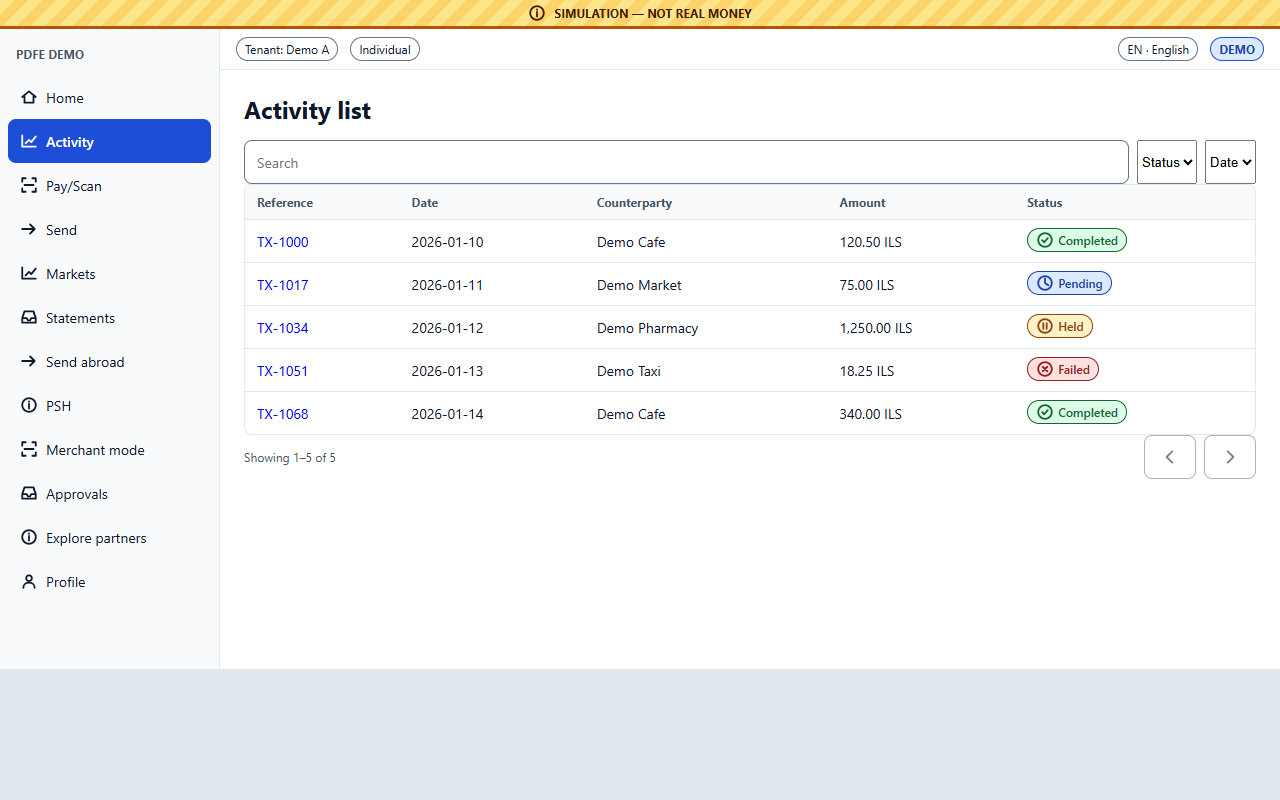 SIMULATION — NOT REAL MONEY
PDFE DEMO
Tenant: Demo A
Individual
EN · English
DEMO
Home
Activity
Pay/Scan
Send
Markets
Statements
Send abroad
PSH
Merchant mode
Approvals
Explore partners
Profile
Activity list
Search
Status
Date
Reference Date Counterparty Amount Status
TX-1000 2026-01-10 Demo Cafe 120.50 ILS Completed
TX-1017 2026-01-11 Demo Market 75.00 ILS Pending
TX-1034 2026-01-12 Demo Pharmacy 1,250.00 ILS Held
TX-1051 2026-01-13 Demo Taxi 18.25 ILS Failed
TX-1068 2026-01-14 Demo Cafe 340.00 ILS Completed
Showing 1–5 of 5